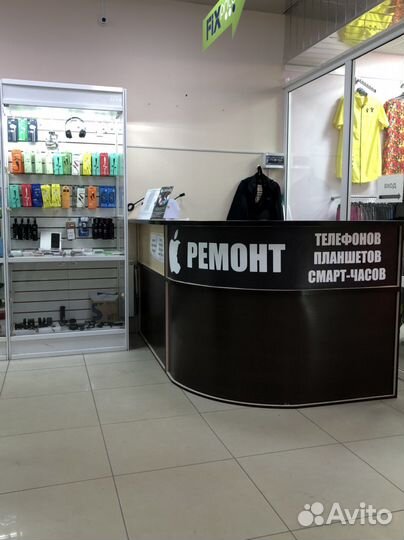 FIX
РЕМОНТ
ТЕЛЕФОНОВ
ПЛАНШЕТОВ
СМАРТ-ЧАСОВ
ВХОД
Avito